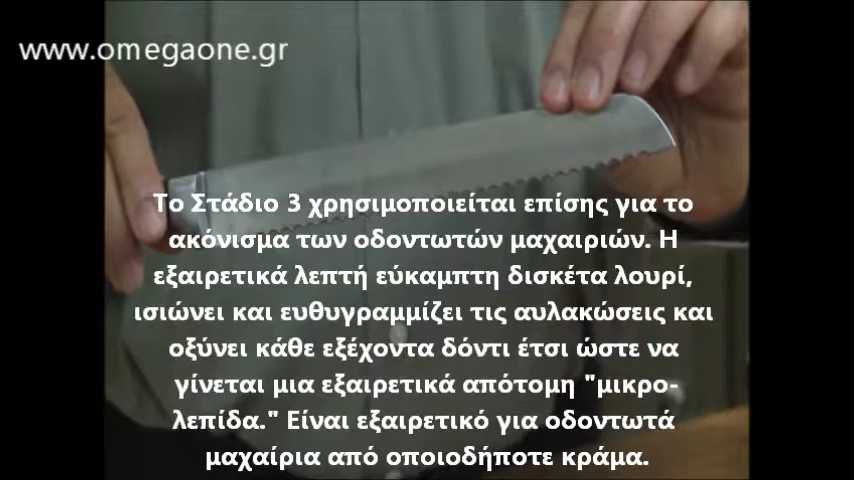 www.omegaone.gr
Το Στάδιο 3 χρησιμοποιείται επίσης για το
ακόνισμα των οδοντωτών μαχαιριών. Η
εξαιρετικά λεπτή εύκαμπτη δισκέτα λουρί,
ισιώνει και ευθυγραμμίζει τις αυλακώσεις και
οξύνει κάθε εξέχοντα δόντι έτσι ώστε να
γίνεται μια εξαιρετικά απότομη "μικρο-
λεπίδα." Είναι εξαιρετικό για οδοντωτά
μαχαίρια από οποιοδήποτε κράμα.